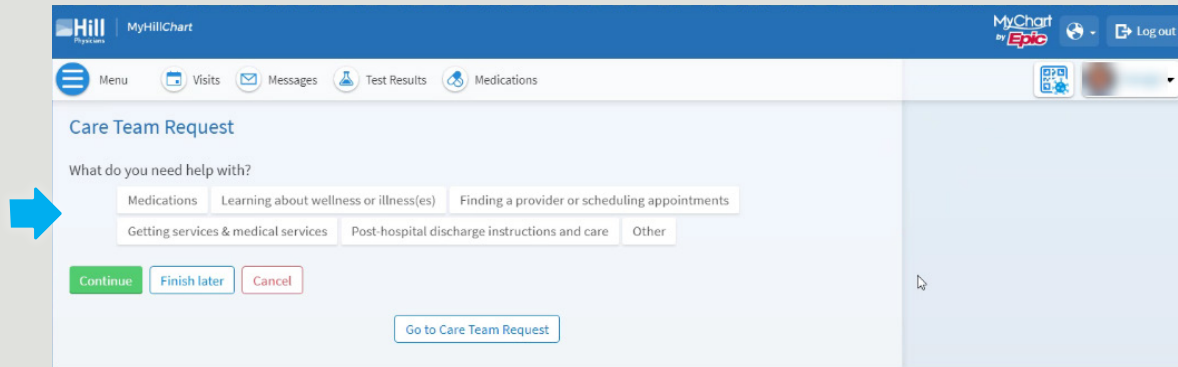 Hill
Physicians
MyHillChart
MyChart
by Epic
Log out
Menu
Visits
Messages
Test Results
Medications
Care Team Request
What do you need help with?
Medications
Learning about wellness or illness(es)
Finding a provider or scheduling appointments
Getting services & medical services
Post-hospital discharge instructions and care
Other
Continue
Finish later
Cancel
Go to Care Team Request